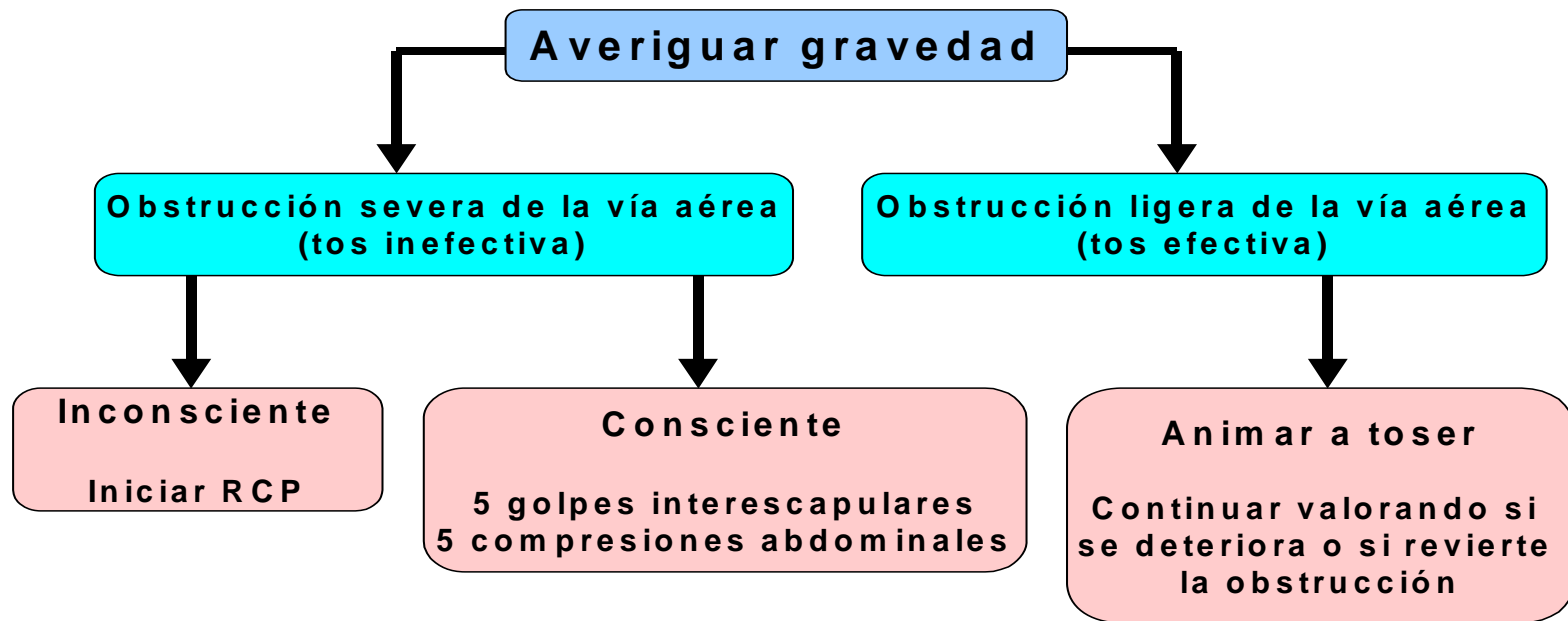 Averiguar gravedad
Obstrucción severa de la vía aérea
(tos inefectiva)
Obstrucción ligera de la vía aérea
(tos efectiva)
Inconsciente
Iniciar RCP
Consciente
5 golpes interescapulares
5 compresiones abdominales
Animar a toser
Continuar valorando si
se deteriora o si revierte
la obstrucción